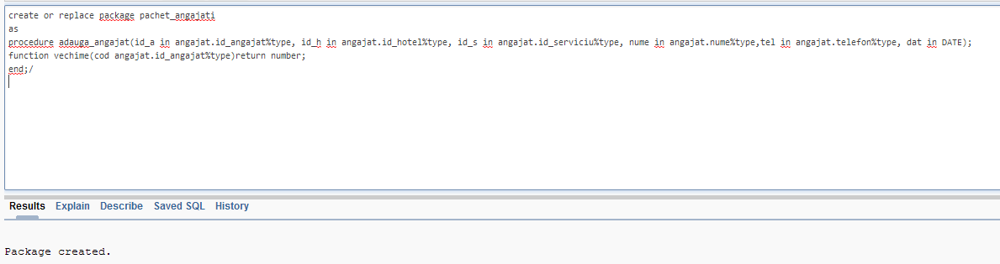 create or replace package pachet_angajati
as
procedure adauga_angajat(id_a in angajat.id_angajat%type, id_h in angajat.id_hotel%type, id_s in angajat.id_serviciu%type, nume in angajat.nume%type,tel in angajat.telefon%type, dat in DATE);
function vechime(cod angajat.id_angajat%type)return number;
end;/
Results Explain Describe Saved SQL History
Package created.